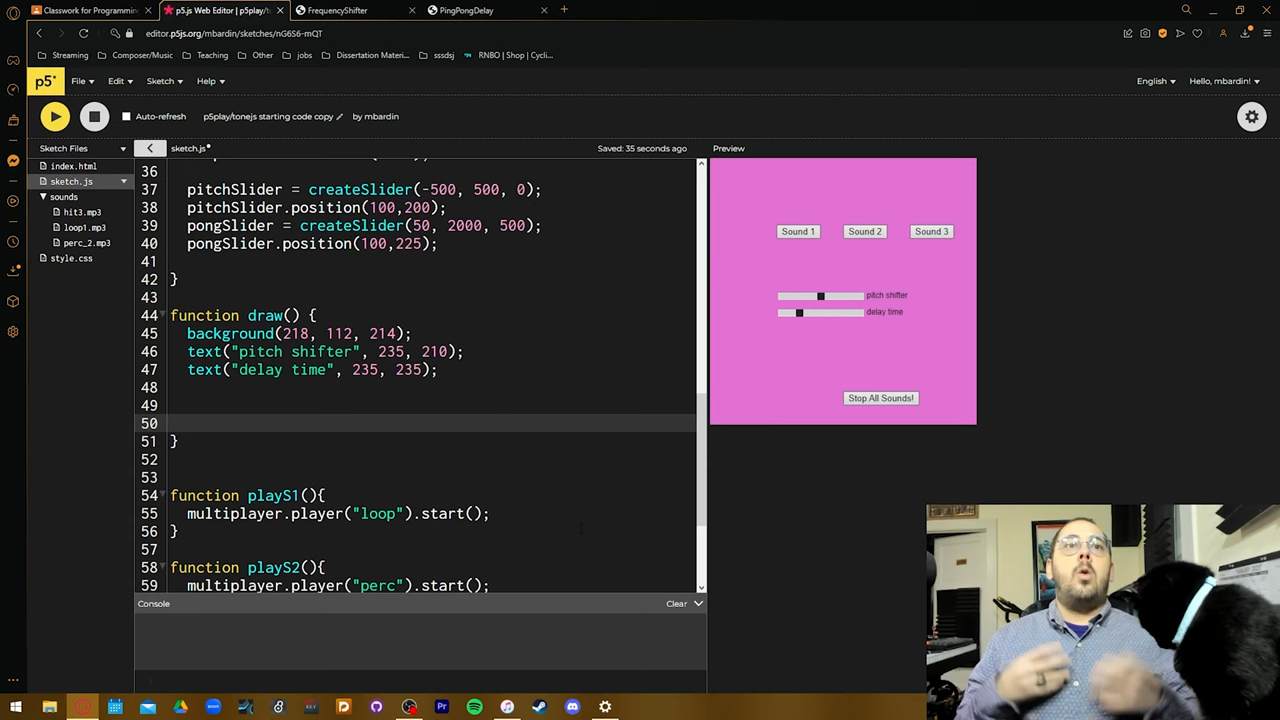 Classwork for Programmin
p5.js Web Editor | p5play/to
FrequencyShifter
PingPongDelay
editor.p5js.org/mbardin/sketches/nG6S6-mQT
Streaming
Composer/Music
Teaching
Other
jobs
Dissertation Materi...
sssdsj
RNBO | Shop | Cycli...
p5* File Edit Sketch Help English Hello, mbardin!
Auto-refresh p5play/tonejs starting code copy by mbardin
Sketch Files sketch.js Saved: 35 seconds ago Preview
index.html
sketch.js
sounds
hit3.mp3
loop1.mp3
perc_2.mp3
style.css
36
37 pitchSlider = createSlider(-500, 500, 0);
38 pitchSlider.position(100,200);
39 pongSlider = createSlider(50, 2000, 500);
40 pongSlider.position(100,225);
41
42 }
43
44 function draw() {
45 background(218, 112, 214);
46 text("pitch shifter", 235, 210);
47 text("delay time", 235, 235);
48
49
50
51 }
52
53
54 function playS1(){
55 multiplayer.player("loop").start();
56 }
57
58 function playS2(){
59 multiplayer.player("perc").start();
Sound 1 Sound 2 Sound 3
pitch shifter
delay time
Stop All Sounds!
Console Clear